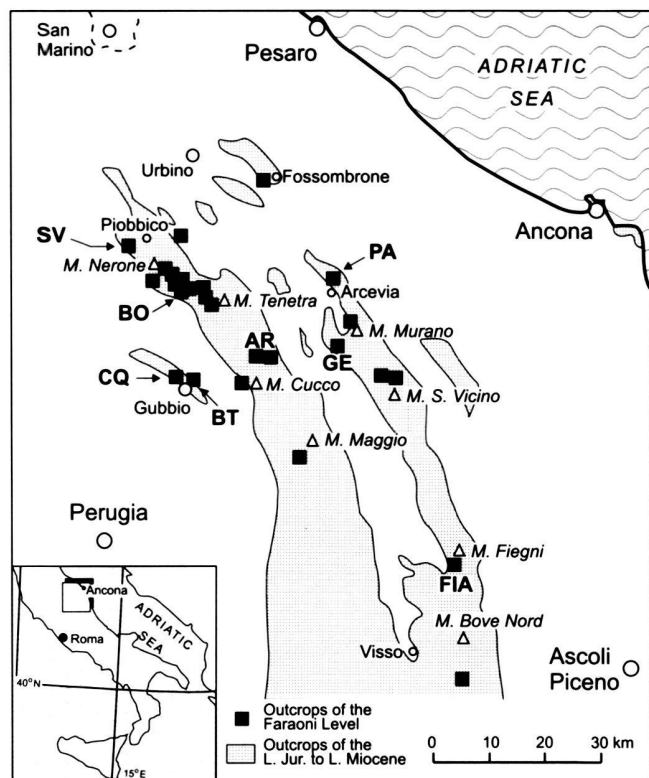 San
Marino
Pesaro
ADRIATIC
SEA
Urbino
Fossombrone
Piobbico
SV
M. Nerone
PA
Ancona
Arcevia
M. Tenetra
BO
M. Murano
AR
GE
CQ
M. Cucco
M. S. Vicino
Gubbio
BT
M. Maggio
Perugia
M. Fiegni
FIA
M. Bove Nord
Visso
Ascoli
Piceno
Ancona
ADRIATIC
SEA
Roma
40°N
15°E
Outcrops of the
Faraoni Level
Outcrops of the
L. Jur. to L. Miocene
0 10 20 30 km